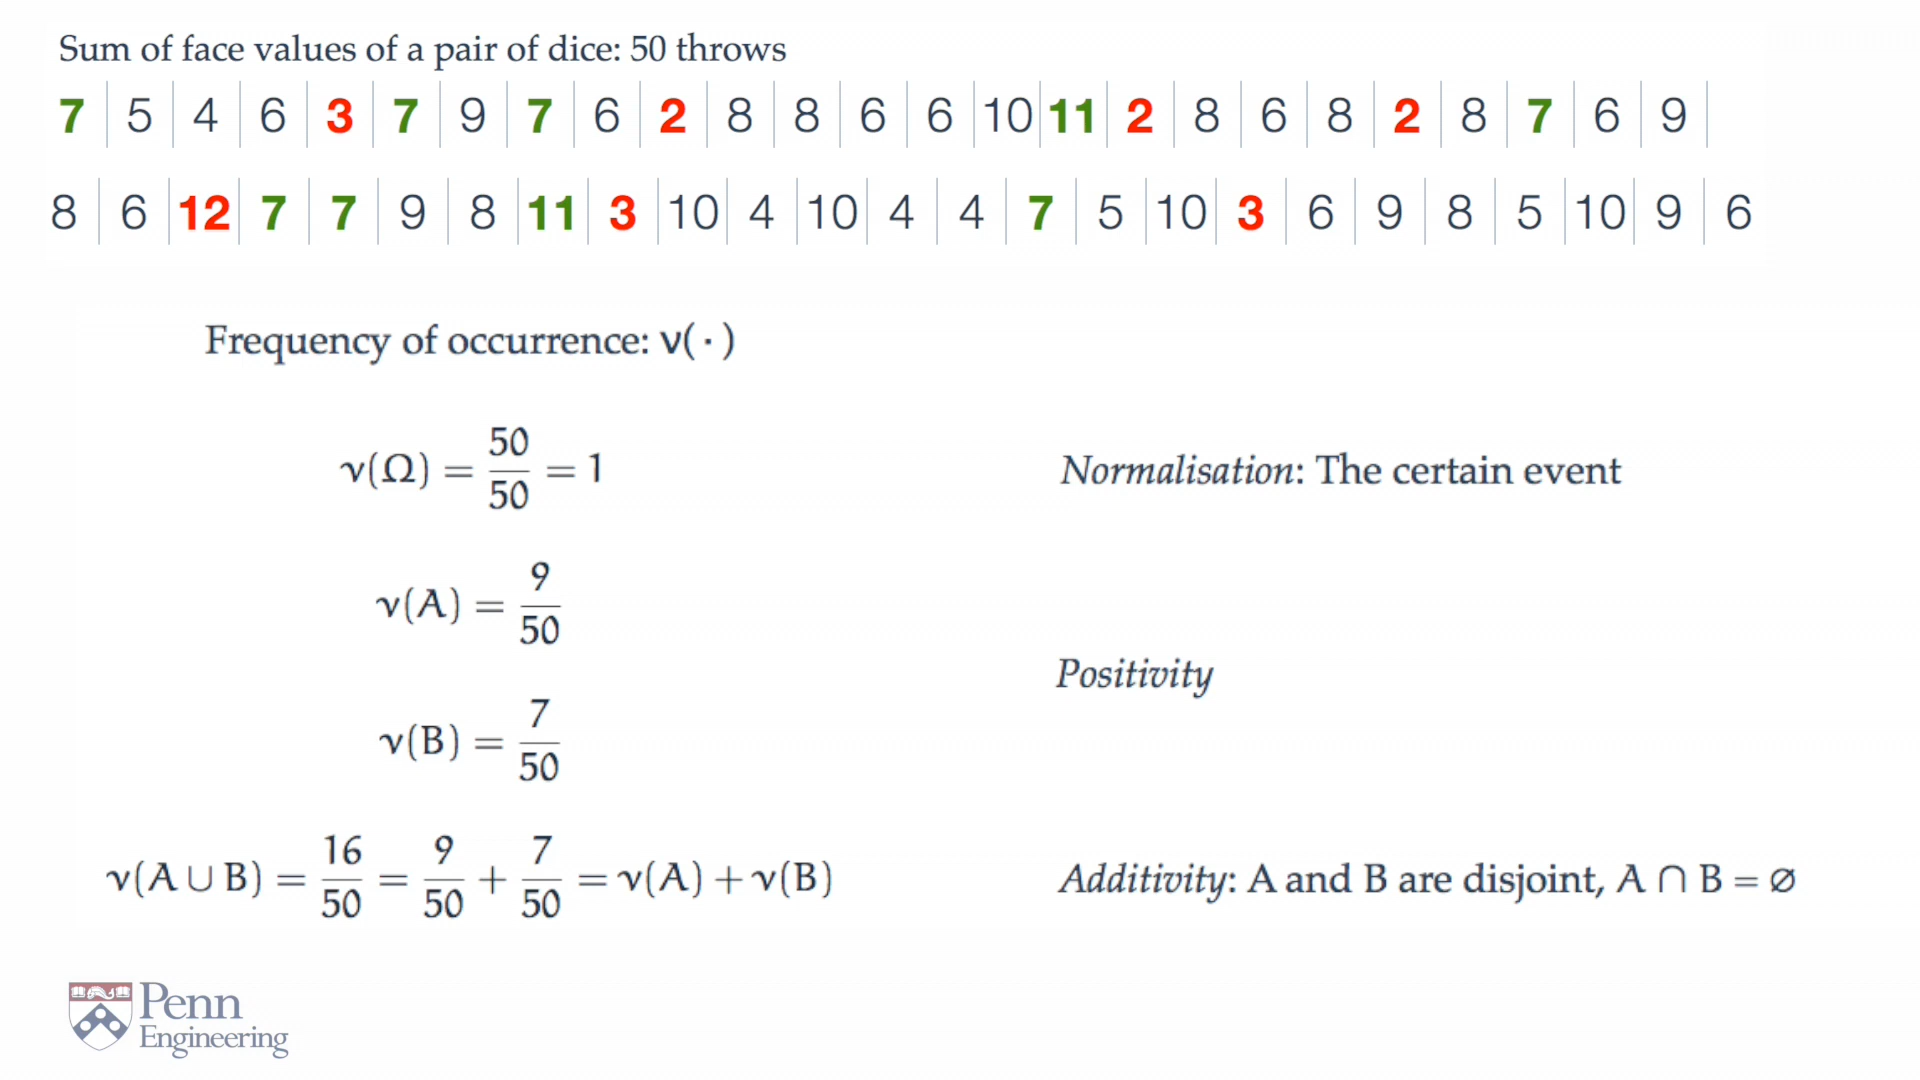 Sum of face values of a pair of dice: 50 throws
7 5 4 6 3 7 9 7 6 2 8 8 6 6 10 11 2 8 6 8 2 8 7 6 9
8 6 12 7 7 9 8 11 3 10 4 10 4 4 7 5 10 3 6 9 8 5 10 9 6
Frequency of occurrence: ν( · )
ν(Ω) = 50/50 = 1
Normalisation: The certain event
ν(A) = 9/50
Positivity
ν(B) = 7/50
ν(A ∪ B) = 16/50 = 9/50 + 7/50 = ν(A) + ν(B)
Additivity: A and B are disjoint, A ∩ B = ∅
Penn
Engineering